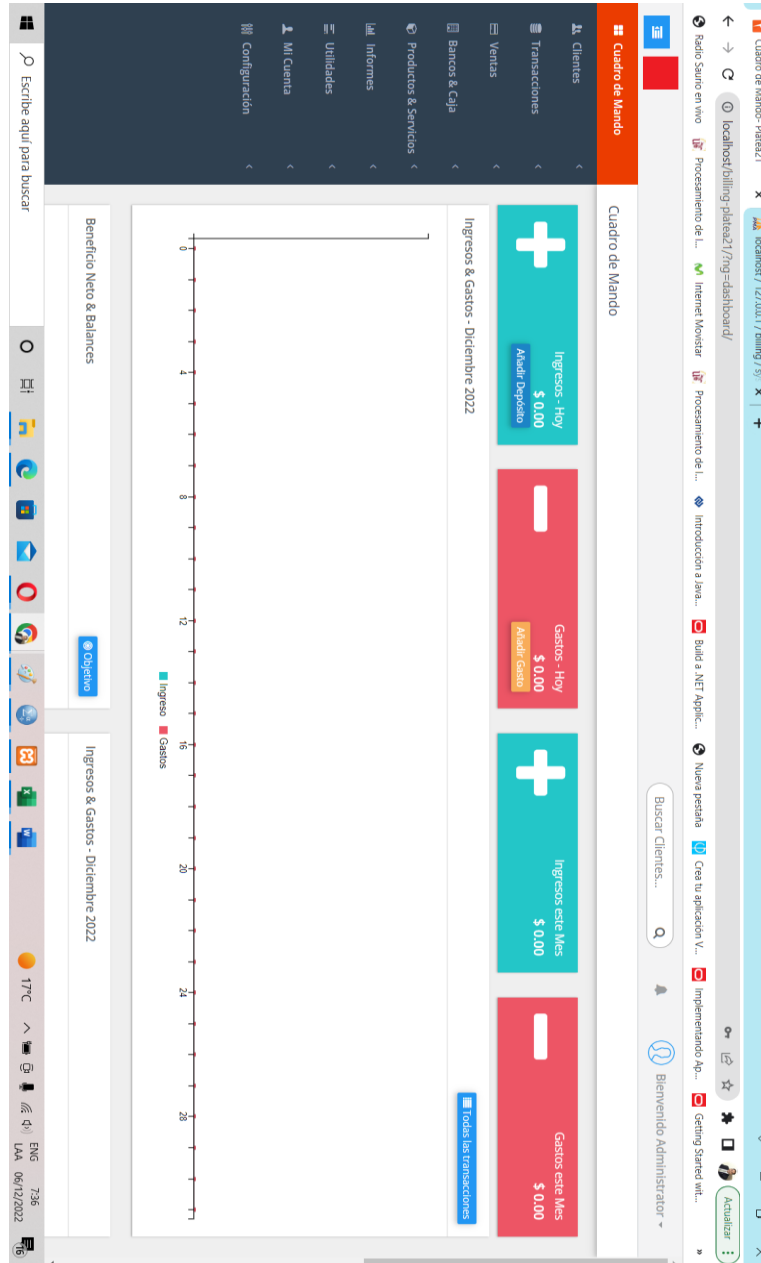 Cuadro de Mando- Platea21
localhost / 127.0.0.1 / billing / sy
localhost/billing-platea21/?ng=dashboard/
Actualizar
Radio Saurio en vivo
Procesamiento de l...
Internet Movistar
Procesamiento de l...
Introducción a Java...
Build a .NET Applic...
Nueva pestaña
Crea tu aplicación V...
Implementando Ap...
Getting Started wit...
»
Buscar Clientes...
Bienvenido Administrator
Cuadro de Mando
Clientes
Transacciones
Ventas
Bancos & Caja
Productos & Servicios
Informes
Utilidades
Mi Cuenta
Configuración
Cuadro de Mando
Ingresos - Hoy
$ 0.00
Añadir Depósito
Gastos - Hoy
$ 0.00
Añadir Gasto
Ingresos este Mes
$ 0.00
Gastos este Mes
$ 0.00
Ingresos & Gastos - Diciembre 2022
Todas las transacciones
0 4 8 12 16 20 24 28
Ingreso Gastos
Beneficio Neto & Balances
Objetivo
Ingresos & Gastos - Diciembre 2022
Escribe aquí para buscar
17°C
ENG
LAA
7:36
06/12/2022
16